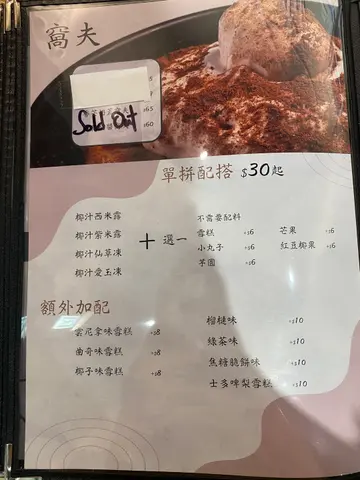 窩夫
Sold Out
$65
$60
單拼配搭 $30起
椰汁西米露
椰汁紫米露
椰汁仙草凍
椰汁愛玉凍
+ 選一
不需要配料
雪糕 +$6
小丸子 +$6
芋圓 +$6
芒果 +$6
紅豆椰果 +$6
額外加配
雲尼拿味雪糕 +$8
曲奇味雪糕 +$8
椰子味雪糕 +$8
榴槤味 +$10
綠茶味 +$10
焦糖脆餅味 +$10
士多啤梨雪糕 +$10